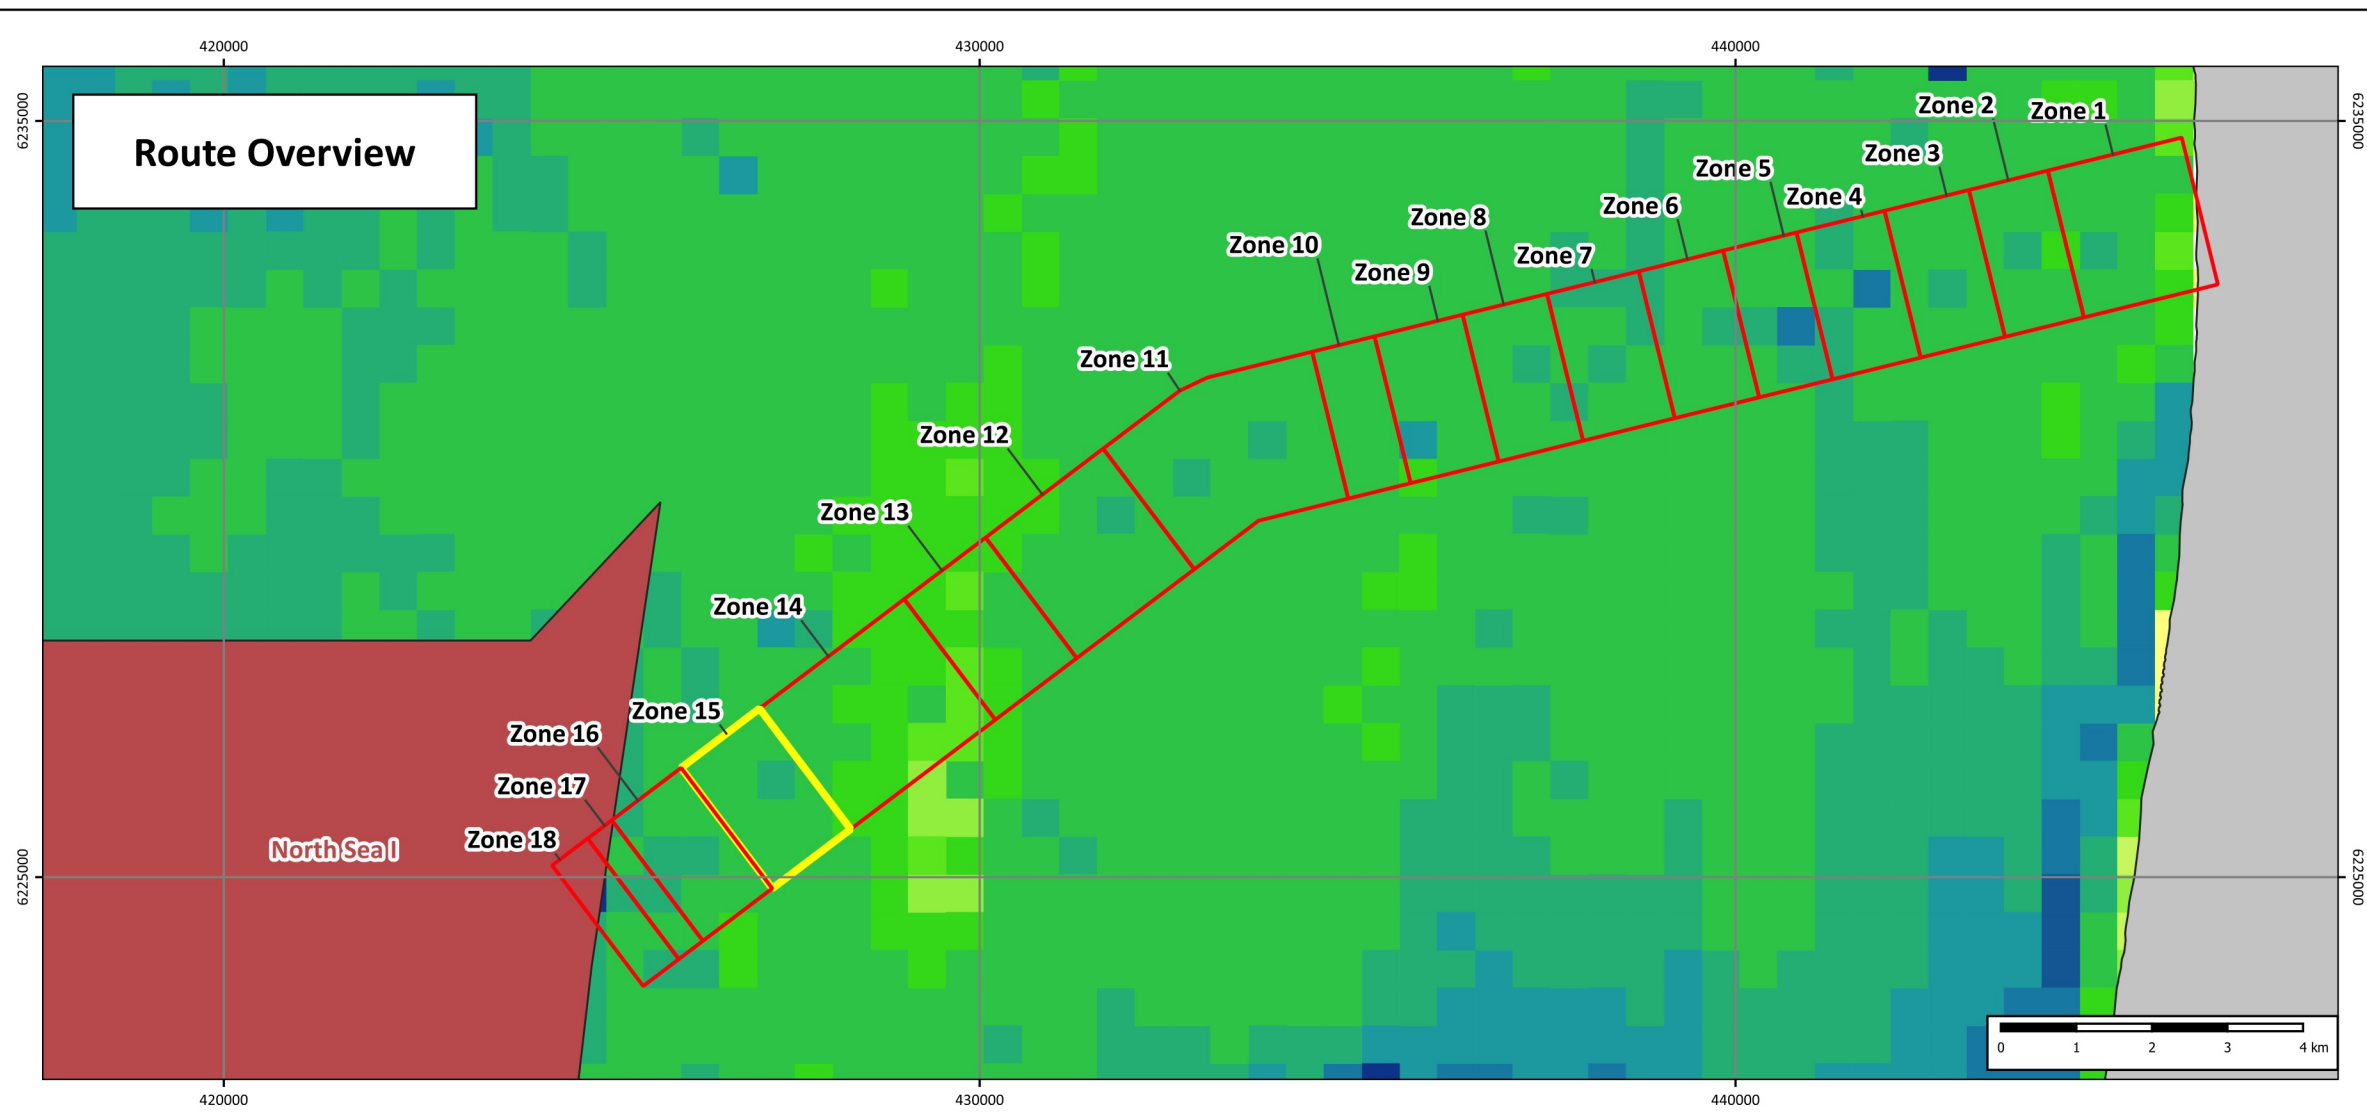 420000
430000
440000
6235000
6235000
Route Overview
Zone 2
Zone 1
Zone 3
Zone 5
Zone 4
Zone 6
Zone 8
Zone 7
Zone 10
Zone 9
Zone 11
Zone 12
Zone 13
Zone 14
Zone 15
Zone 16
Zone 17
Zone 18
North Sea I
6225000
6225000
0 1 2 3 4 km
420000
430000
440000